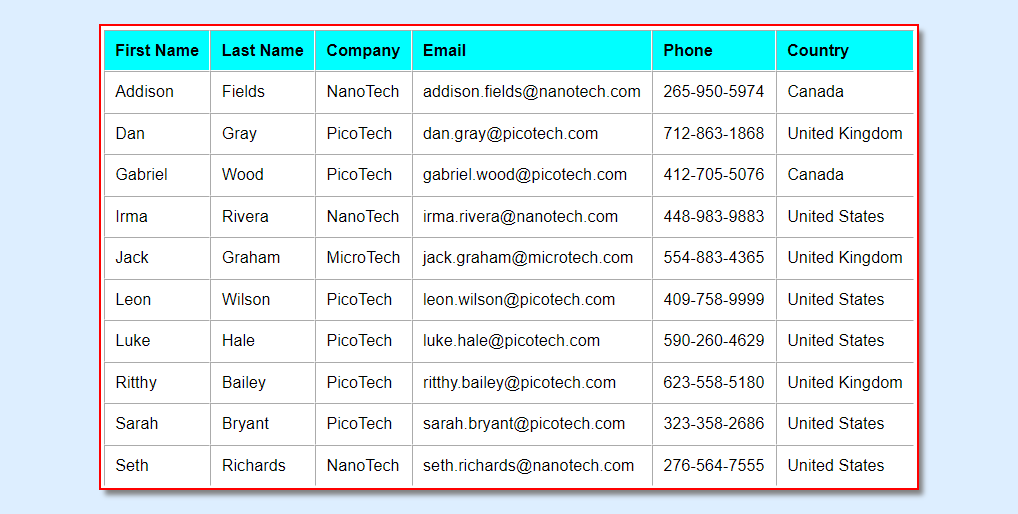 First Name Last Name Company Email Phone Country
Addison Fields NanoTech addison.fields@nanotech.com 265-950-5974 Canada
Dan Gray PicoTech dan.gray@picotech.com 712-863-1868 United Kingdom
Gabriel Wood PicoTech gabriel.wood@picotech.com 412-705-5076 Canada
Irma Rivera NanoTech irma.rivera@nanotech.com 448-983-9883 United States
Jack Graham MicroTech jack.graham@microtech.com 554-883-4365 United Kingdom
Leon Wilson PicoTech leon.wilson@picotech.com 409-758-9999 United States
Luke Hale PicoTech luke.hale@picotech.com 590-260-4629 United States
Ritthy Bailey PicoTech ritthy.bailey@picotech.com 623-558-5180 United Kingdom
Sarah Bryant PicoTech sarah.bryant@picotech.com 323-358-2686 United States
Seth Richards NanoTech seth.richards@nanotech.com 276-564-7555 United States